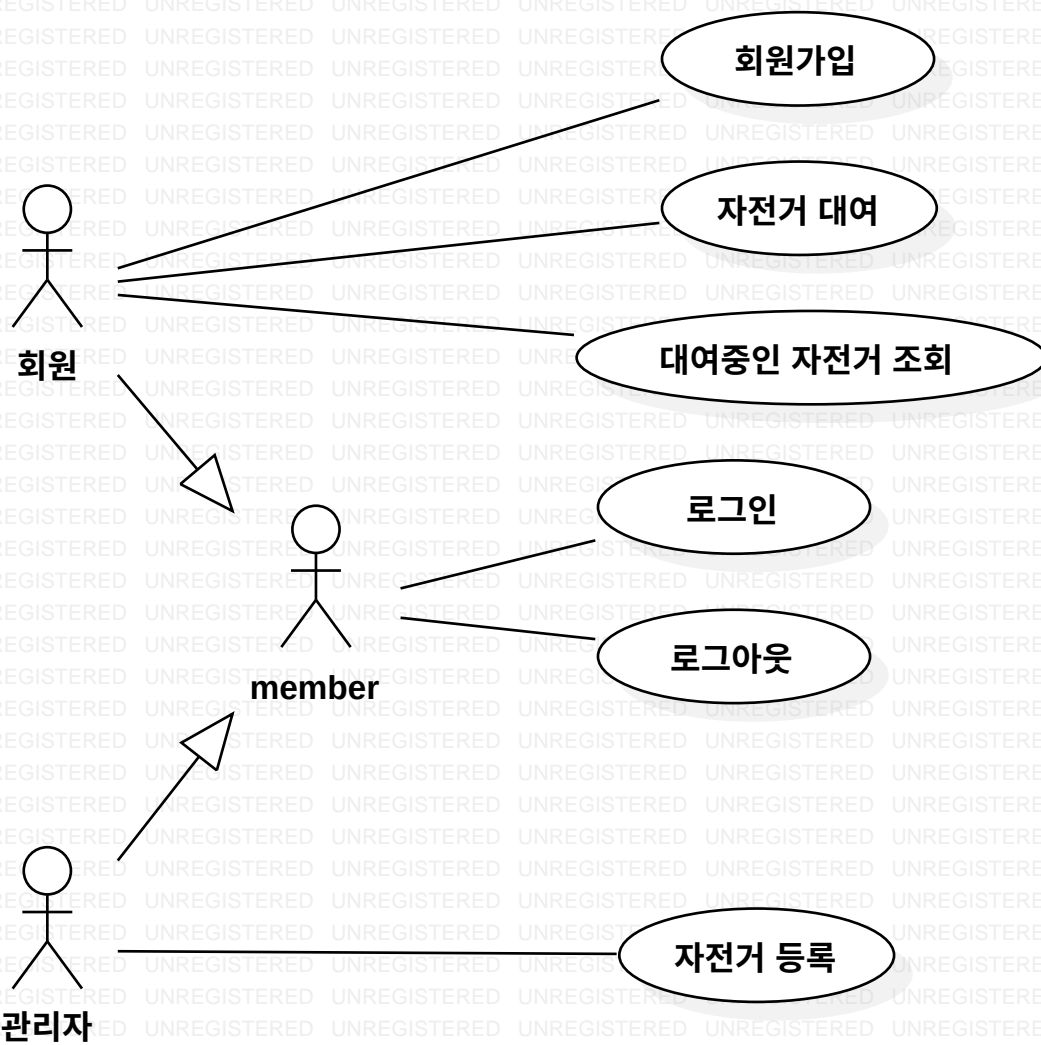 회원가입
자전거 대여
회원
대여중인 자전거 조회
로그인
member
로그아웃
관리자
자전거 등록
UNREGISTERED